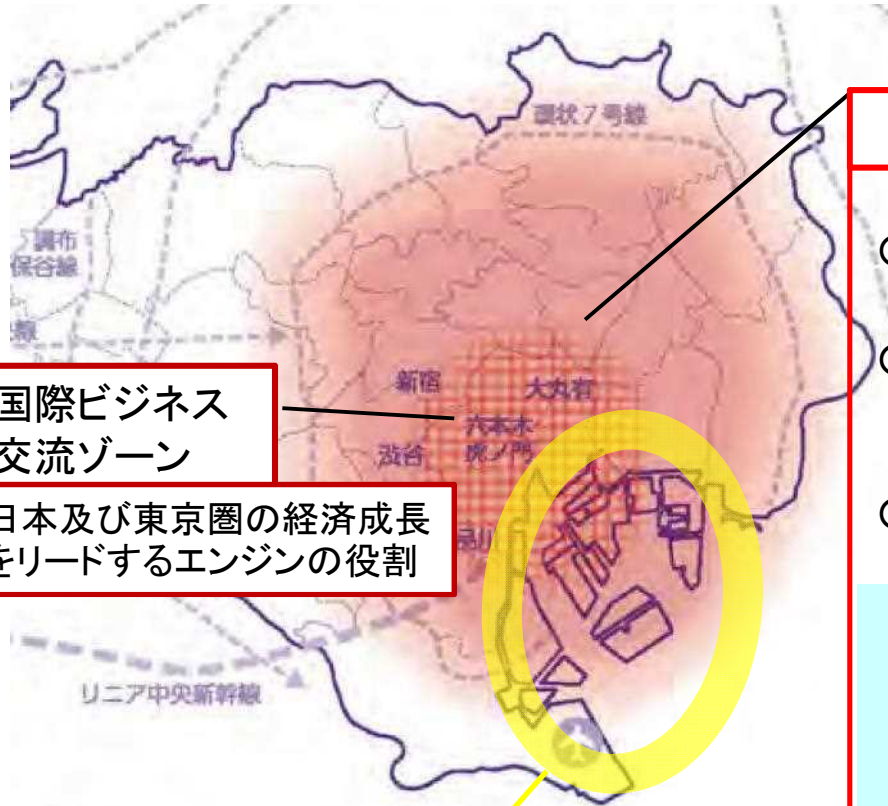 環状7号線
調布
保谷線
線
新宿
大丸有
国際ビジネス
交流ゾーン
六本木
虎ノ門
渋谷
日本及び東京圏の経済成長
をリードするエンジンの役割
品川
リニア中央新幹線
○
○
○